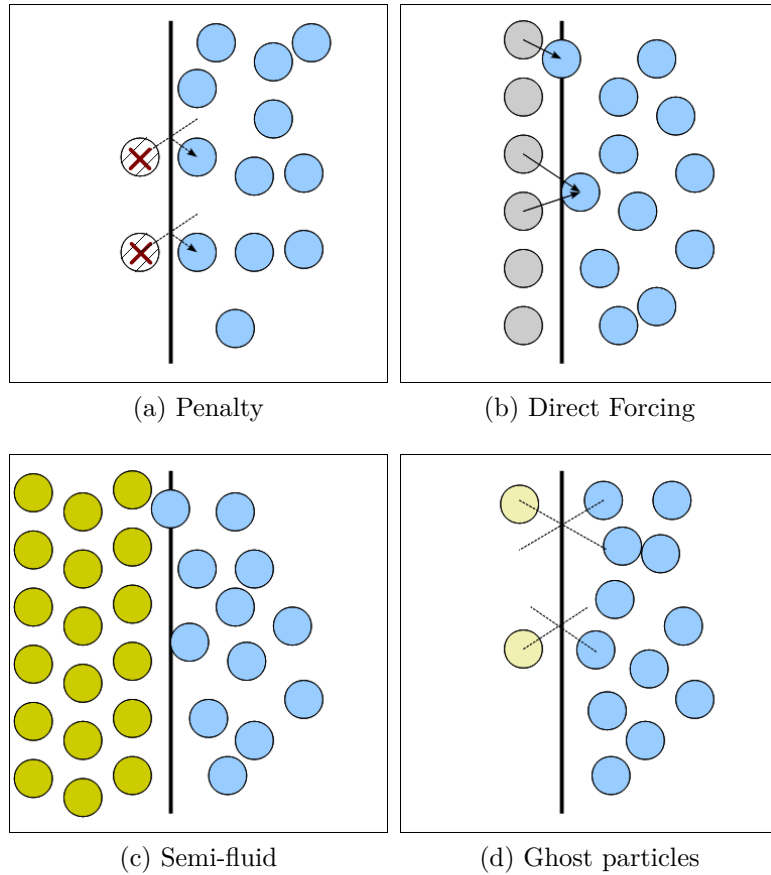 (a) Penalty
(b) Direct Forcing
(c) Semi-fluid
(d) Ghost particles